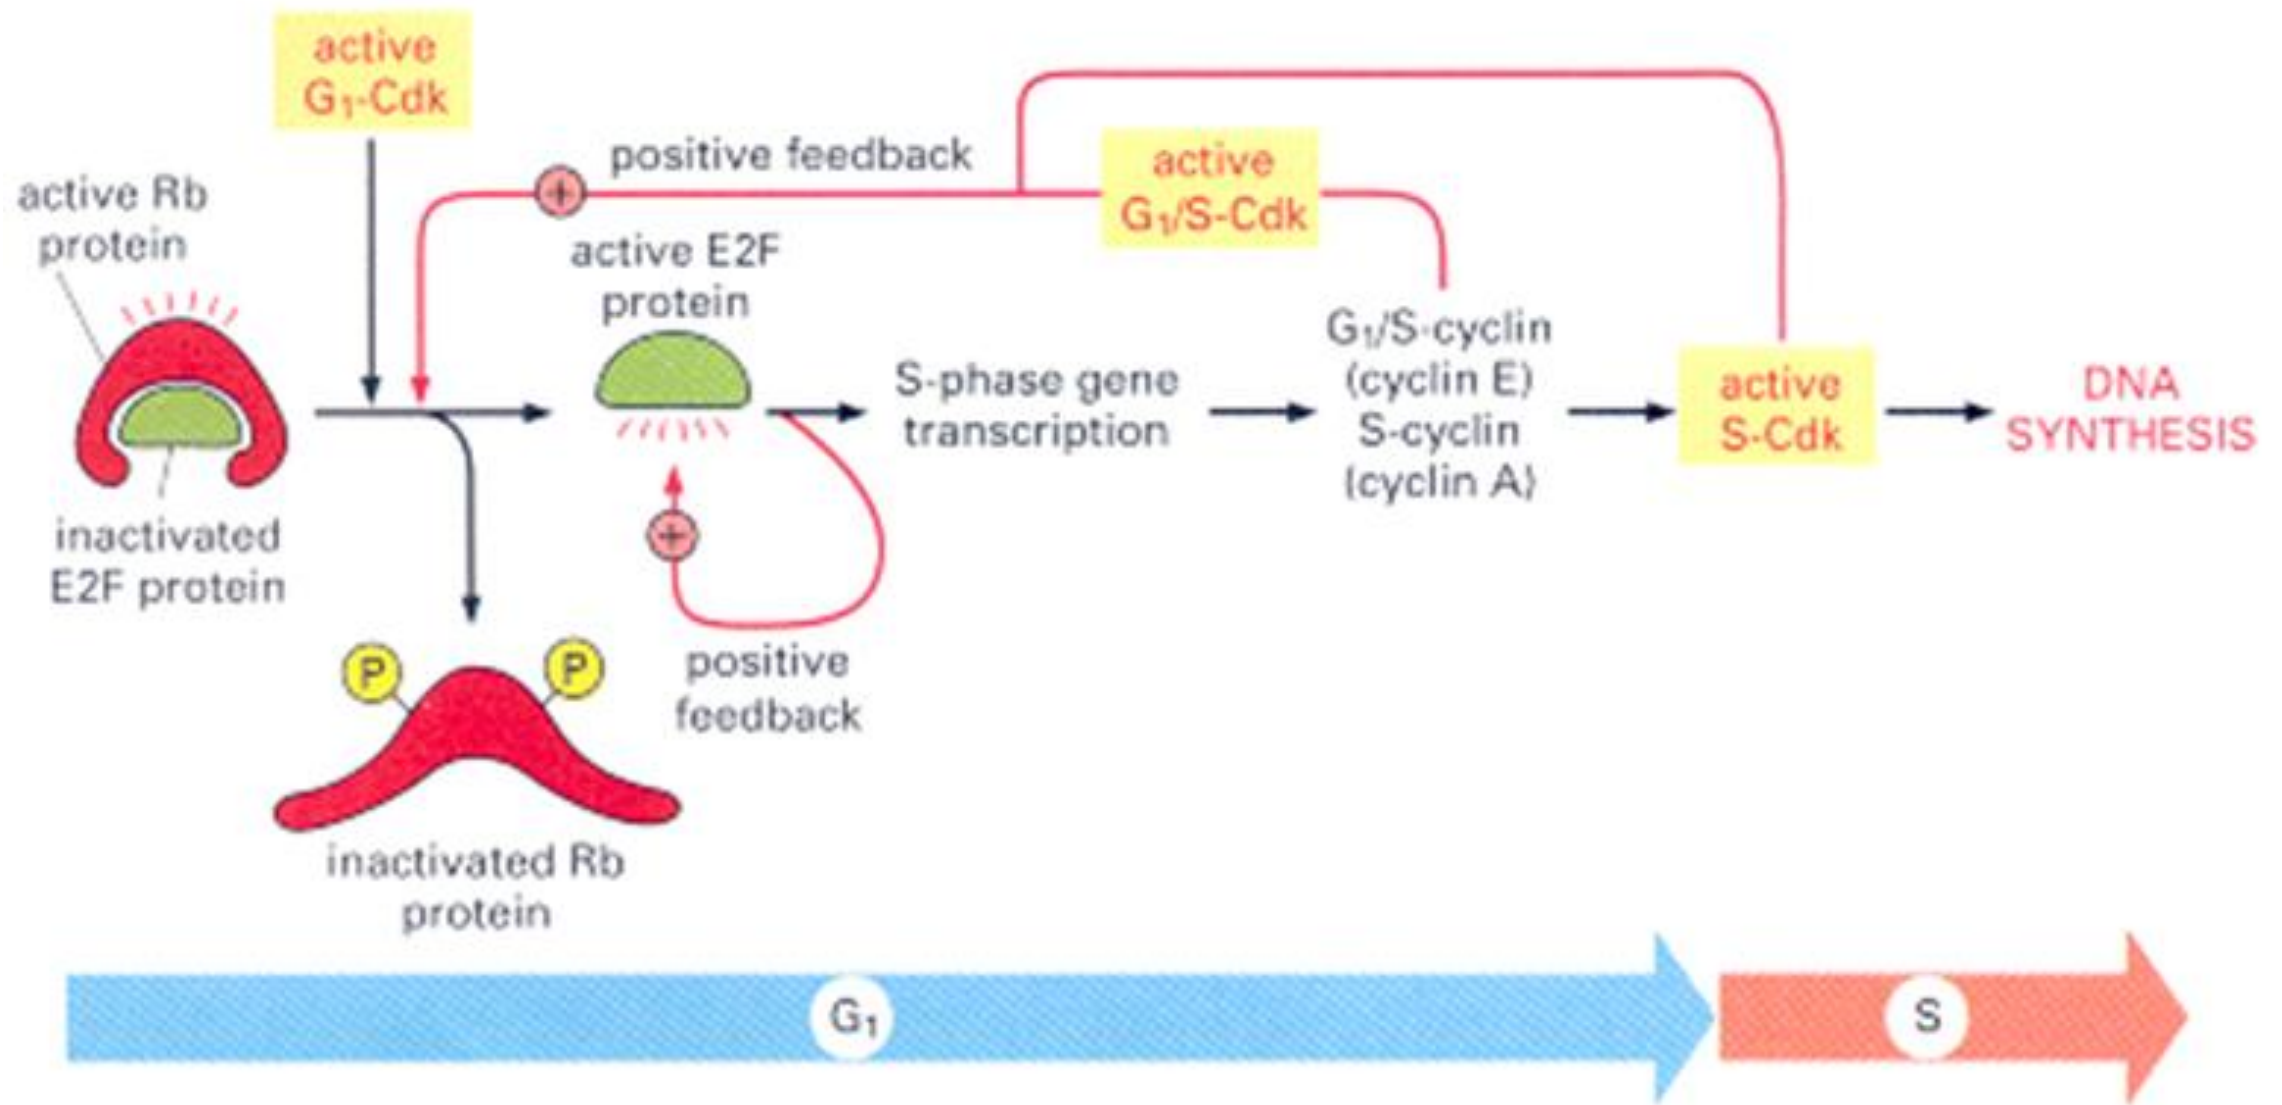 active
G₁-Cdk
positive feedback
active
G₁/S-Cdk
active Rb
protein
+
active E2F
protein
G₁/S-cyclin
(cyclin E)
S-cyclin
(cyclin A)
S-phase gene
transcription
active
S-Cdk
DNA
SYNTHESIS
inactivated
E2F protein
+
P
P
positive
feedback
inactivated Rb
protein
G₁
S